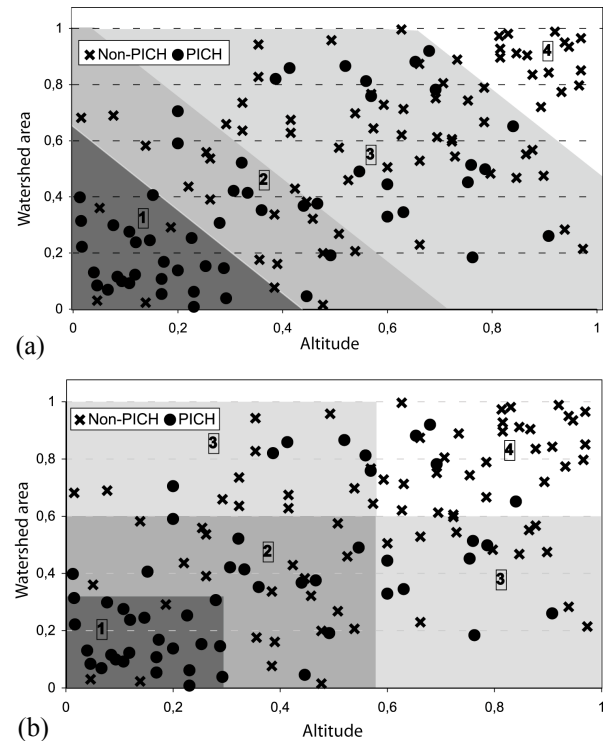 1
× Non-PICH ● PICH
4
0,8
0,6
3
2
0,4
1
0,2
0
0 0,2 0,4 0,6 0,8 1
Watershed area
Altitude
(a)
1
× Non-PICH ● PICH
3
4
0,8
0,6
2
3
0,4
0,2
1
0
0 0,2 0,4 0,6 0,8 1
Watershed area
Altitude
(b)